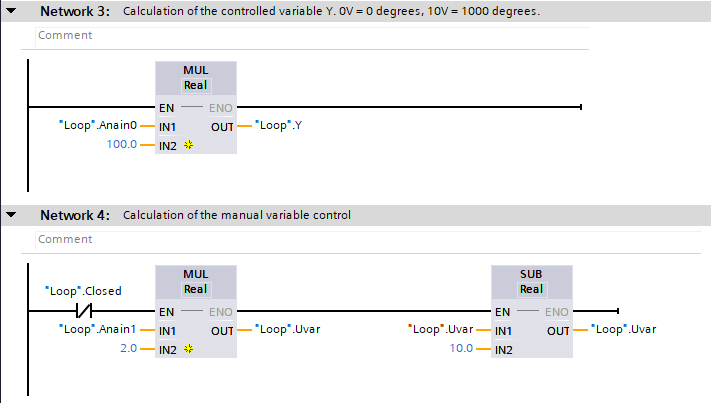 Network 3: Calculation of the controlled variable Y. 0V = 0 degrees, 10V = 1000 degrees.
Comment
MUL
Real
EN ENO
"Loop".Anain0 IN1 OUT "Loop".Y
100.0 IN2
Network 4: Calculation of the manual variable control
Comment
MUL SUB
"Loop".Closed Real Real
EN ENO EN ENO
"Loop".Anain1 IN1 OUT "Loop".Uvar "Loop".Uvar IN1 OUT "Loop".Uvar
2.0 IN2 10.0 IN2